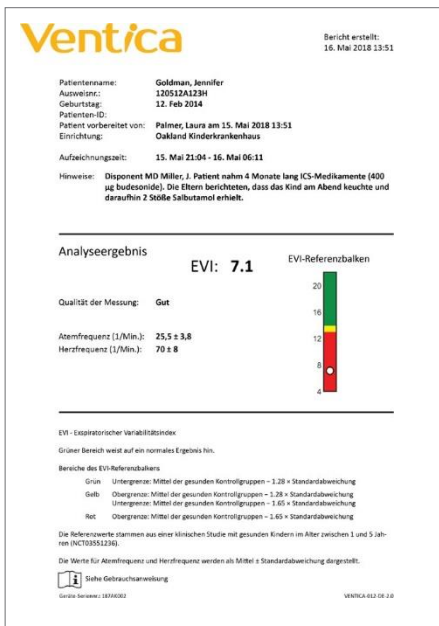 Ventica
Bericht erstellt:
16. Mai 2018 13:51
Patientenname: Goldman, Jennifer
Ausweisnr.: 120512A123H
Geburtstag: 12. Feb 2014
Patienten-ID:
Patient vorbereitet von: Palmer, Laura am 15. Mai 2018 13:51
Einrichtung: Oakland Kinderkrankenhaus
Aufzeichnungszeit: 15. Mai 21:04 - 16. Mai 06:11
Hinweise: Disponent MD Miller, J. Patient nahm 4 Monate lang ICS-Medikamente (400
µg budesonide). Die Eltern berichteten, dass das Kind am Abend keuchte und
daraufhin 2 Stöße Salbutamol erhielt.
Analyseergebnis
EVI: 7.1
EVI-Referenzbalken
20
16
12
8
4
Qualität der Messung: Gut
Atemfrequenz (1/Min.): 25,5 ± 3,8
Herzfrequenz (1/Min.): 70 ± 8
EVI - Exspiratorischer Variabilitätsindex
Grüner Bereich weist auf ein normales Ergebnis hin.
Bereiche des EVI-Referenzbalkens
Grün Untergrenze: Mittel der gesunden Kontrollgruppen – 1.28 × Standardabweichung
Gelb Obergrenze: Mittel der gesunden Kontrollgruppen – 1.28 × Standardabweichung
Untergrenze: Mittel der gesunden Kontrollgruppen – 1.65 × Standardabweichung
Rot Obergrenze: Mittel der gesunden Kontrollgruppen – 1.65 × Standardabweichung
Die Referenzwerte stammen aus einer klinischen Studie mit gesunden Kindern im Alter zwischen 1 und 5 Jah-
ren (NCT03551236).
Die Werte für Atemfrequenz und Herzfrequenz werden als Mittel ± Standardabweichung dargestellt.
Siehe Gebrauchsanweisung
Geräte-Seriennr.: 187AK002
VENTICA-012-DE-2.0